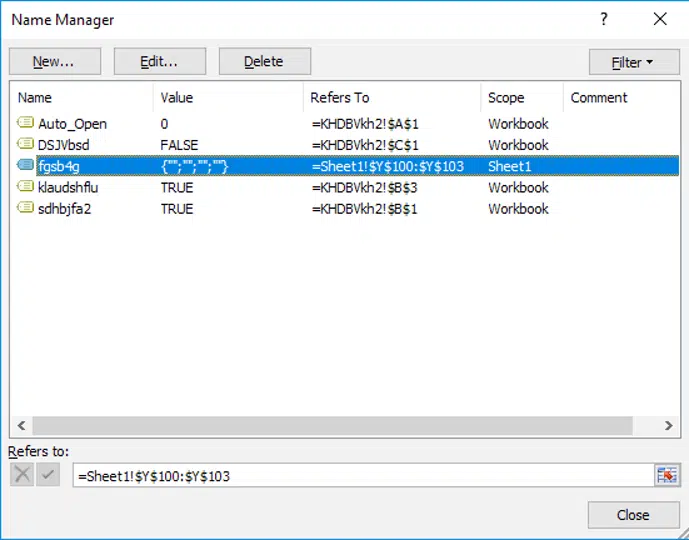 Name Manager ?
New... Edit... Delete Filter
Name Value Refers To Scope Comment
Auto_Open 0 =KHDBVkh2!$A$1 Workbook
DSJVbsd FALSE =KHDBVkh2!$C$1 Workbook
fgsb4g {"";"";"";""} =Sheet1!$Y$100:$Y$103 Sheet1
klaudshflu TRUE =KHDBVkh2!$B$3 Workbook
sdhbjfa2 TRUE =KHDBVkh2!$B$1 Workbook
Refers to:
=Sheet1!$Y$100:$Y$103
Close